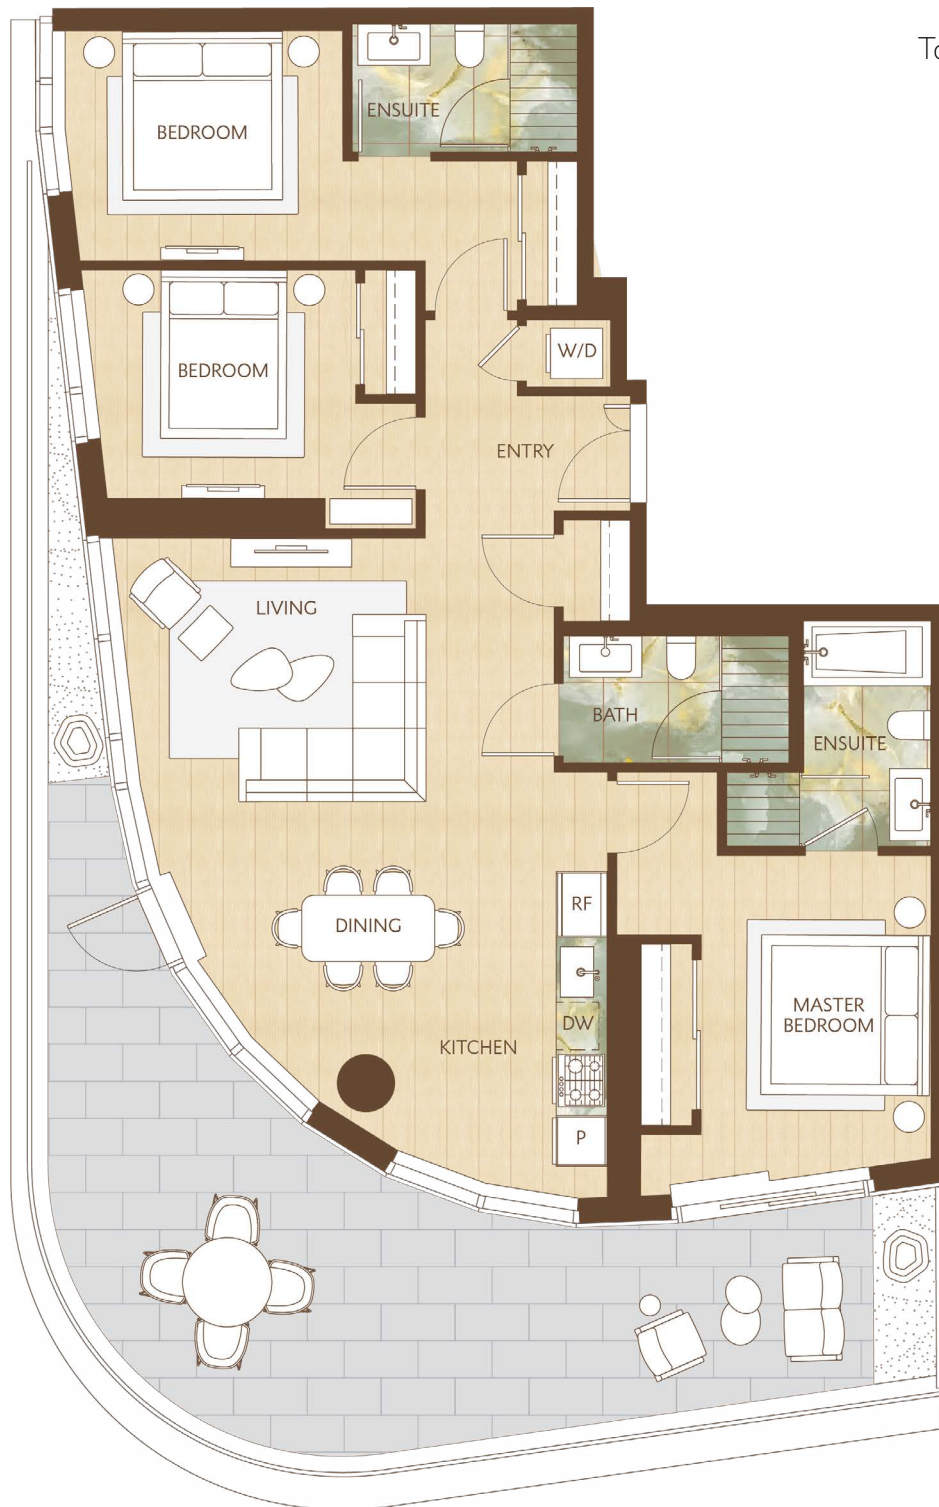 ENSUITE
BEDROOM
W/D
BEDROOM
ENTRY
LIVING
BATH
ENSUITE
RF
DINING
MASTER
BEDROOM
DW
KITCHEN
P